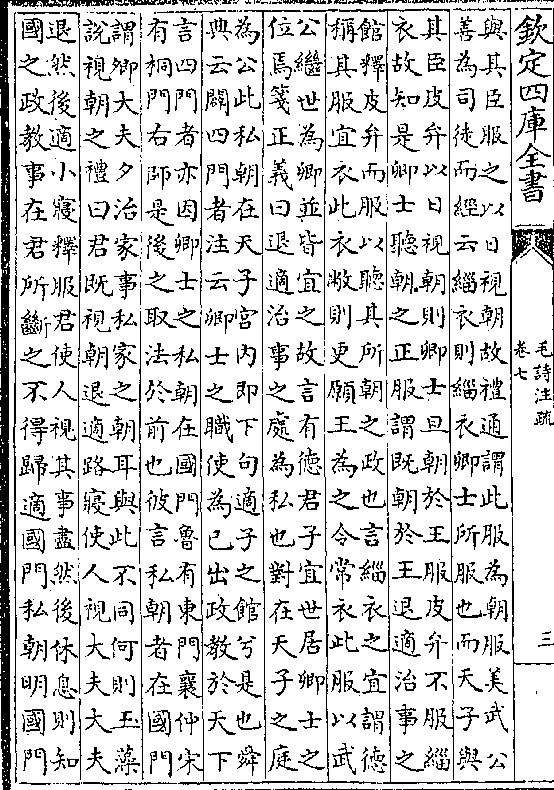 欽定四庫全書
毛詩注疏
卷七
三
與其臣服之以日視朝故禮通謂此服為朝服美武公
善為司徒而經云緇衣則緇衣卿士所服也而天子與
其臣皮弁以日視朝則卿士旦朝於王服皮弁不服緇
衣故知是卿士聽朝之正服謂既朝於王退適治事之
館釋皮弁而服以聽其所朝之政也言緇衣之宜謂德
稱其服宜衣此衣敝則更願王為之令常衣此服以武
公繼世為卿並皆宜之故言有德君子宜世居卿士之
位焉箋正義曰退適治事之處為私也對在天子之庭
為公此私朝在天子宮內即下句適子之館兮是也舜
典云闢四門者注云卿士之職使為已出政教於天下
言四門者亦因卿士之私朝在國門魯有東門襄仲宋
有桐門右師是後之取法於前也彼言私朝者在國門
謂卿大夫夕治家事私家之朝耳與此不同何則玉藻
說視朝之禮曰君既視朝退適路寢使人視大夫大夫
退然後適小寢釋服君使人視其事盡然後休息則知
國之政教事在君所斷之不得歸適國門私朝明國門